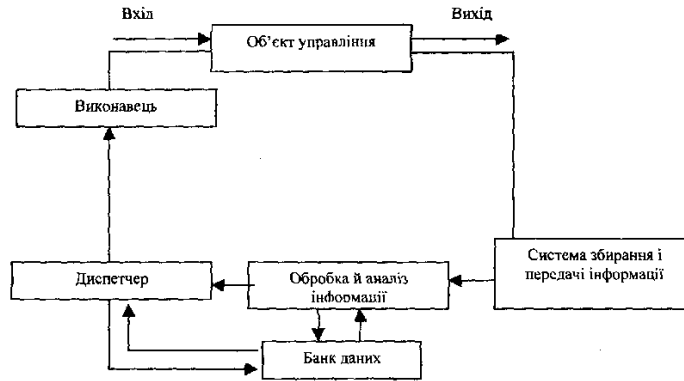 Вхід
Вихід
Об’єкт управління
Виконавець
Система збирання і
передачі інформації
Диспетчер
Обробка й аналіз
інформації
Банк даних